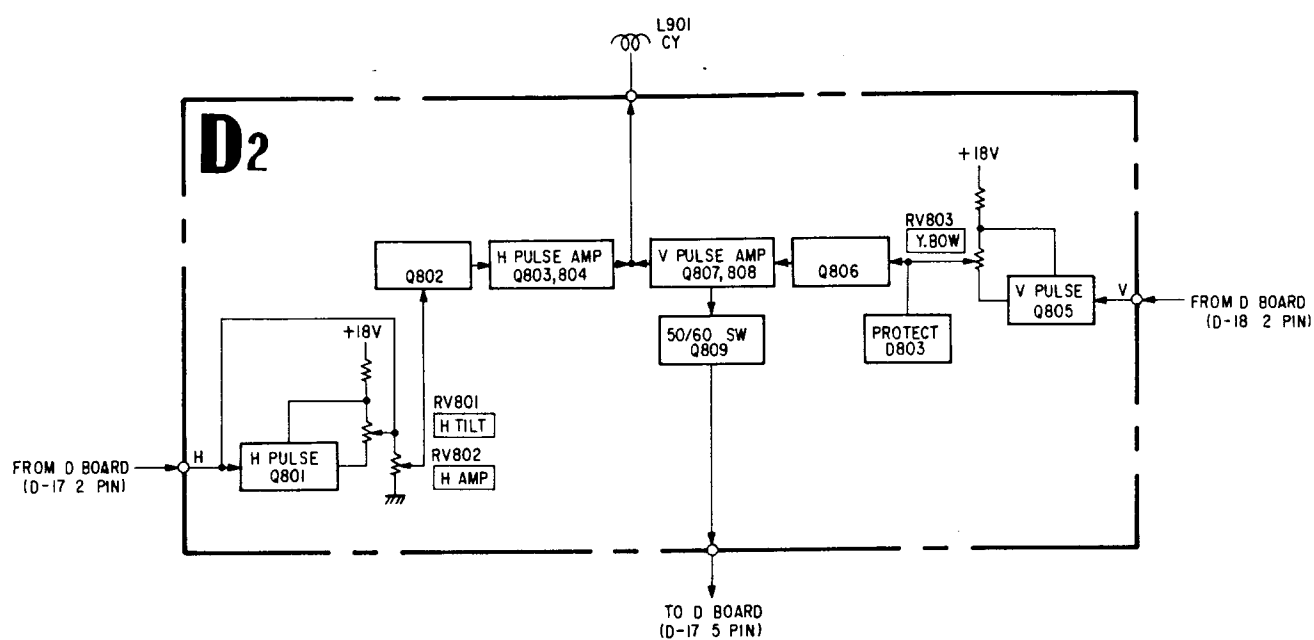 L901
CY
D2
+18V
RV803
Y.BOW
Q802
H PULSE AMP
Q803,804
V PULSE AMP
Q807,808
Q806
V PULSE
Q805
V
FROM D BOARD
(D-18 2 PIN)
50/60 SW
Q809
PROTECT
D803
+18V
RV801
H TILT
RV802
H AMP
H
H PULSE
Q801
FROM D BOARD
(D-17 2 PIN)
TO D BOARD
(D-17 5 PIN)